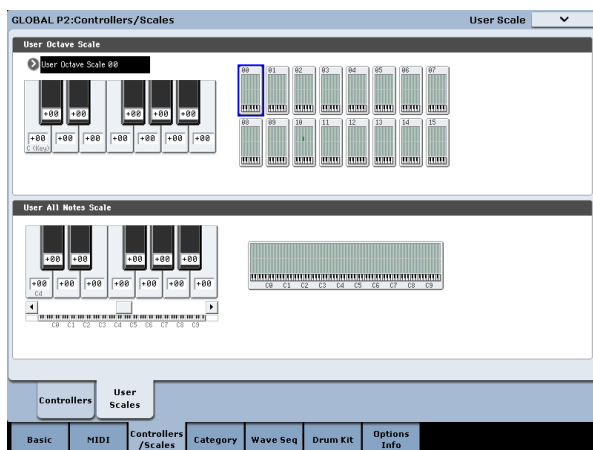 GLOBAL P2:Controllers/Scales User Scale
User Octave Scale
User Octave Scale 00
00 01 02 03 04 05 06 07
+00 +00 +00 +00 +00
+00 +00 +00 +00 +00 +00 +00
C (Key)
08 09 10 11 12 13 14 15
User All Notes Scale
+00 +00 +00 +00 +00
+00 +00 +00 +00 +00 +00 +00
C4
C0 C1 C2 C3 C4 C5 C6 C7 C8 C9
C0 C1 C2 C3 C4 C5 C6 C7 C8 C9
Controllers
User
Scales
Basic MIDI Controllers
/Scales Category Wave Seq Drum Kit Options
Info